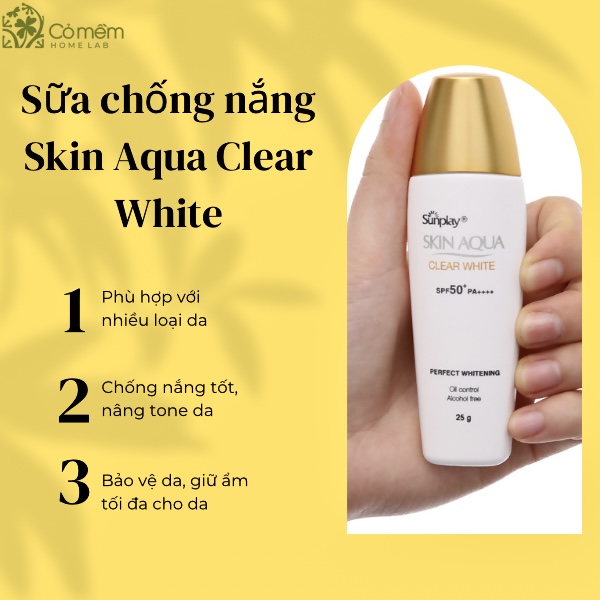 Cỏ mềm
HOME LAB
Sữa chống nắng
Skin Aqua Clear
White
1
Phù hợp với
nhiều loại da
2
Chống nắng tốt,
nâng tone da
3
Bảo vệ da, giữ ẩm
tối đa cho da
Sunplay®
SKIN AQUA
CLEAR WHITE
SPF50+ PA++++
PERFECT WHITENING
Oil control
Alcohol free
25 g